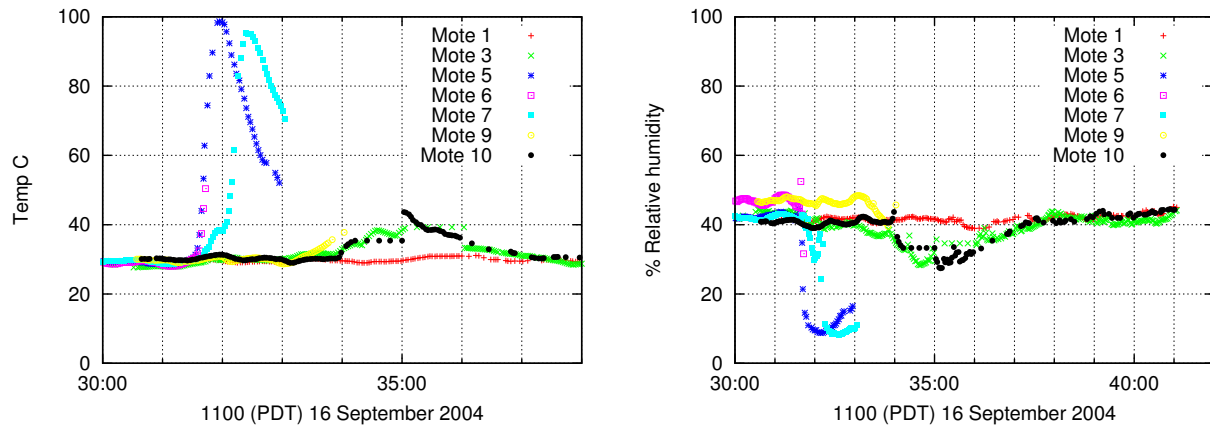 Temp C
100
80
60
40
20
0
30:00
35:00
1100 (PDT) 16 September 2004
Mote 1
Mote 3
Mote 5
Mote 6
Mote 7
Mote 9
Mote 10
% Relative humidity
100
80
60
40
20
0
30:00
35:00
40:00
1100 (PDT) 16 September 2004
Mote 1
Mote 3
Mote 5
Mote 6
Mote 7
Mote 9
Mote 10